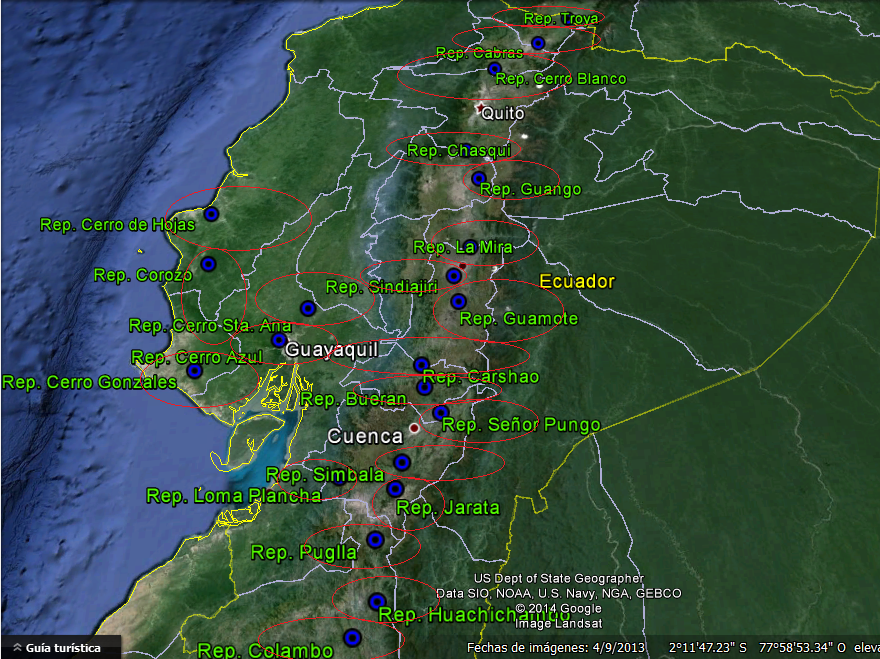 Rep. Trova
Rep. Cabras
Rep. Cerro Blanco
Quito
Rep. Chasqui
Rep. Guango
Rep. Cerro de Hojas
Rep. La Mira
Rep. Corozo
Rep. Sindiajiri
Ecuador
Rep. Guamote
Rep. Cerro Sta. Ana
Guayaquil
Rep. Cerro Azul
Rep. Cerro Gonzales
Rep. Carshao
Rep. Bueran
Rep. Señor Pungo
Cuenca
Rep. Simbala
Rep. Loma Plancha
Rep. Jarata
Rep. Puglla
US Dept of State Geographer
Data SIO, NOAA, U.S. Navy, NGA, GEBCO
© 2014 Google
Rep. Huachichambo
Image Landsat
Rep. Colambo
Guía turística
Fechas de imágenes: 4/9/2013 2°11'47.23" S 77°58'53.34" O eleva